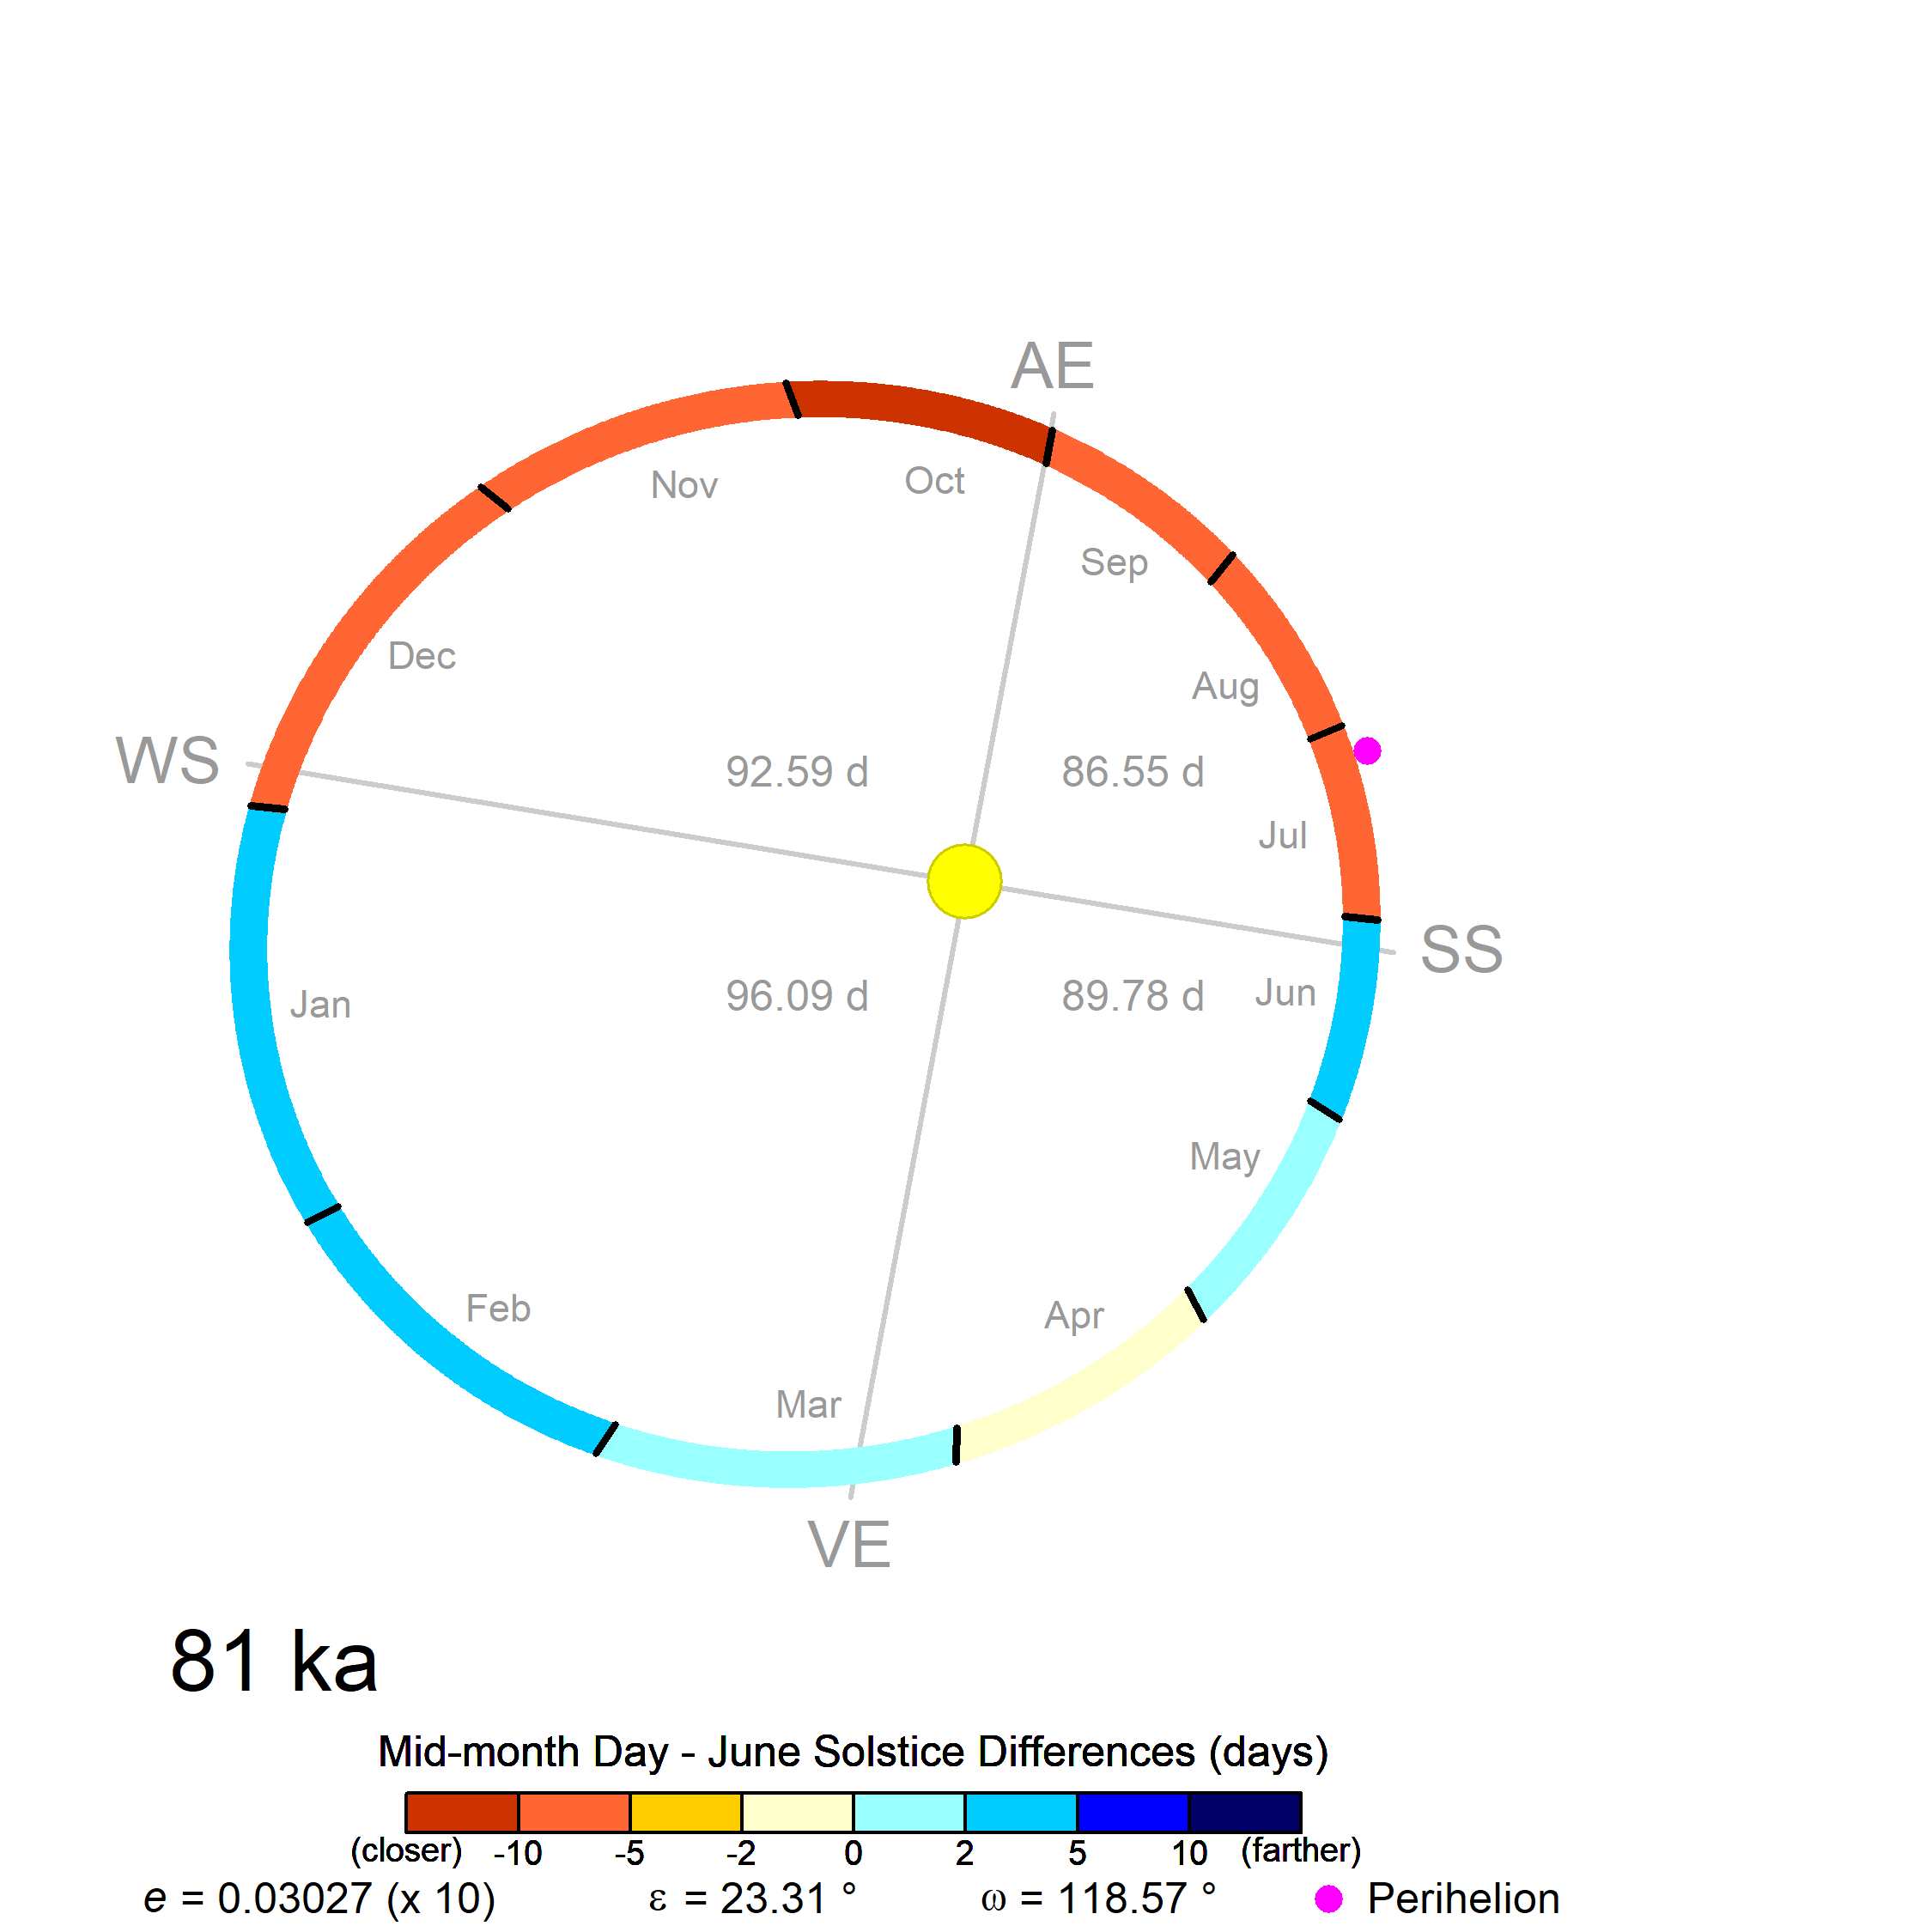 AE
Nov
Oct
Sep
Dec
Aug
WS
92.59 d
86.55 d
Jul
SS
96.09 d
89.78 d
Jun
Jan
May
Feb
Apr
Mar
VE
81 ka
Mid-month Day - June Solstice Differences (days)
(closer) -10 -5 -2 0 2 5 10 (farther)
e = 0.03027 (x 10) ε = 23.31 ° ω = 118.57 ° Perihelion